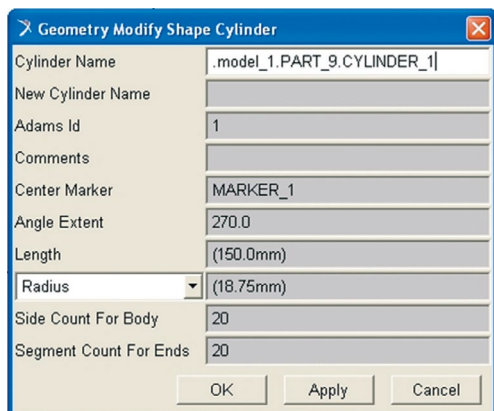 Geometry Modify Shape Cylinder
Cylinder Name .model_1.PART_9.CYLINDER_1
New Cylinder Name
Adams Id 1
Comments
Center Marker MARKER_1
Angle Extent 270.0
Length (150.0mm)
Radius (18.75mm)
Side Count For Body 20
Segment Count For Ends 20
OK Apply Cancel